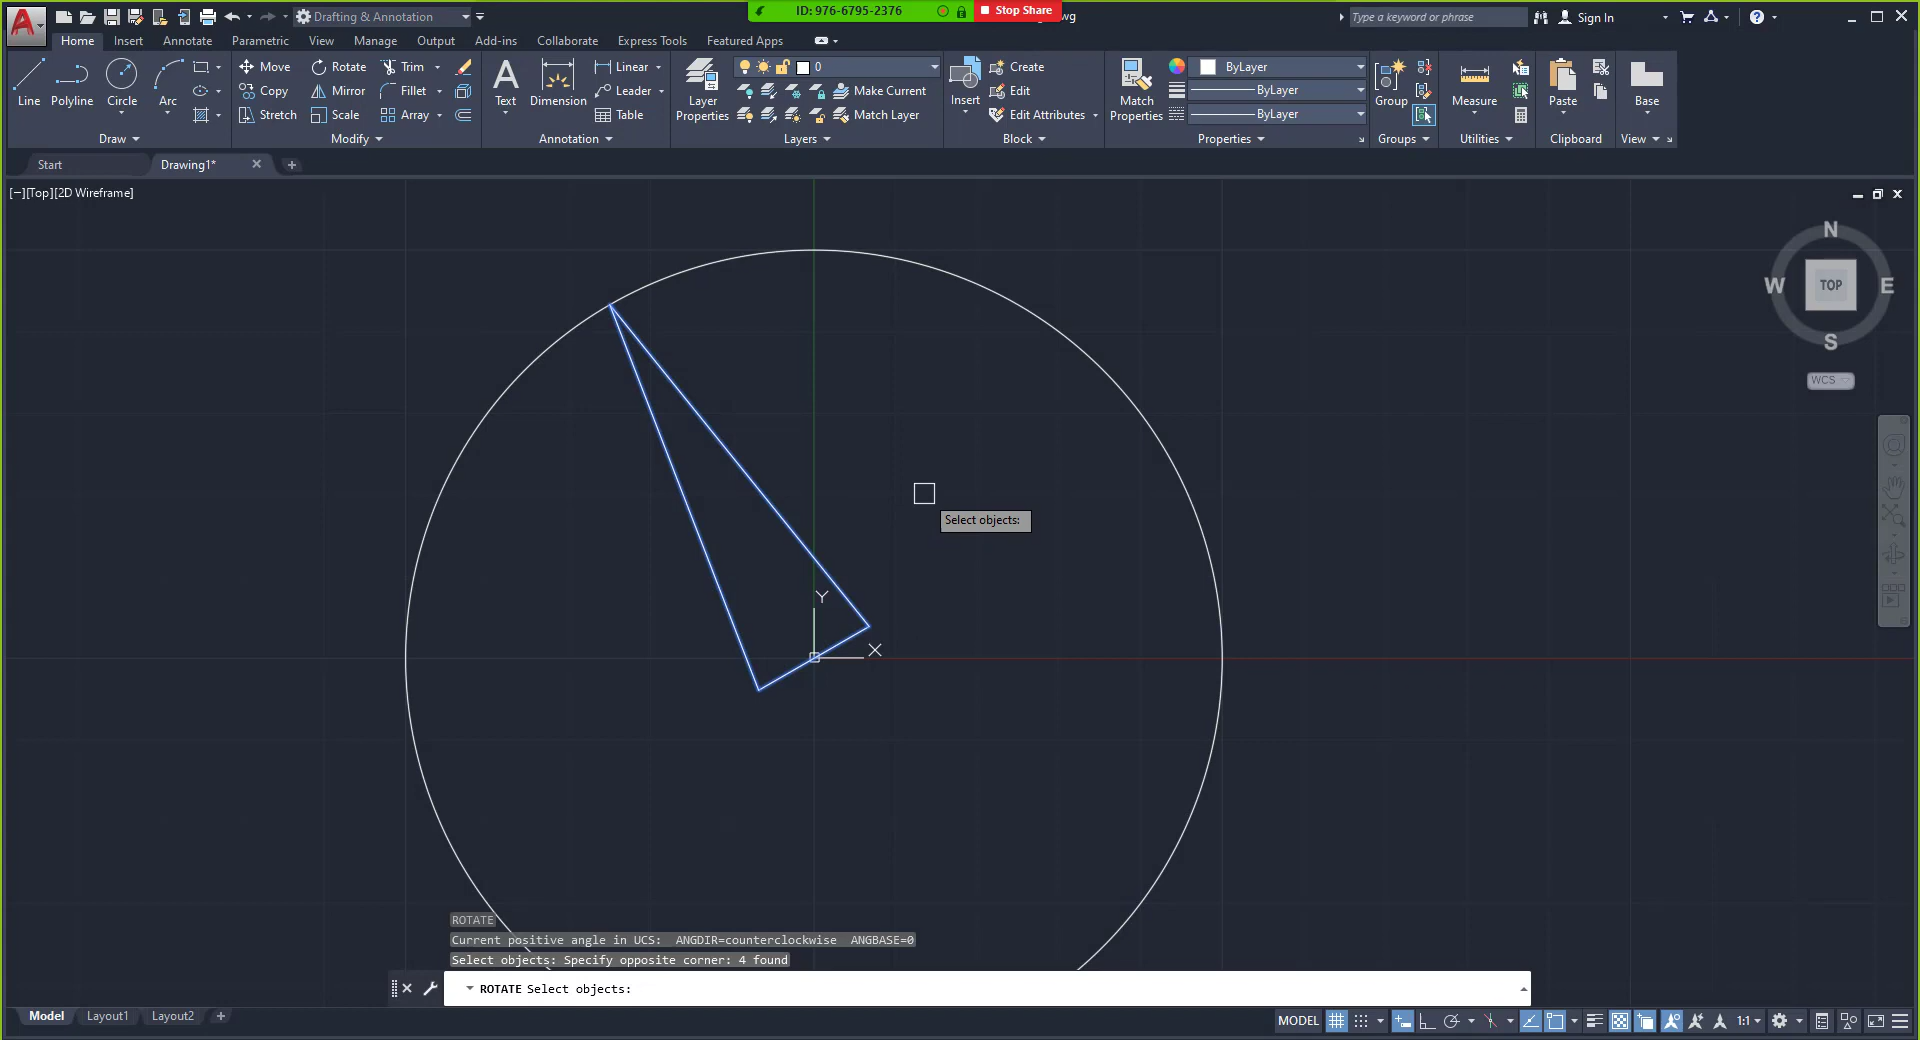 Drafting & Annotation
ID: 976-6795-2376
Stop Share
wg
Type a keyword or phrase
Sign In
Home Insert Annotate Parametric View Manage Output Add-ins Collaborate Express Tools Featured Apps
Line
Polyline
Circle
Arc
Move Rotate Trim
Copy Mirror Fillet
Stretch Scale Array
Text
Dimension
Linear
Leader
Table
Layer
Properties
0
Make Current
Match Layer
Insert
Create
Edit
Edit Attributes
Match
Properties
ByLayer
ByLayer
ByLayer
Group
Measure
Paste
Base
Draw Modify Annotation Layers Block Properties Groups Utilities Clipboard View
Start Drawing1*
[−][Top][2D Wireframe]
N
W TOP E
S
WCS
Select objects:
Y
X
ROTATE
Current positive angle in UCS:  ANGDIR=counterclockwise  ANGBASE=0
Select objects: Specify opposite corner: 4 found
ROTATE Select objects:
Model Layout1 Layout2
MODEL
1:1